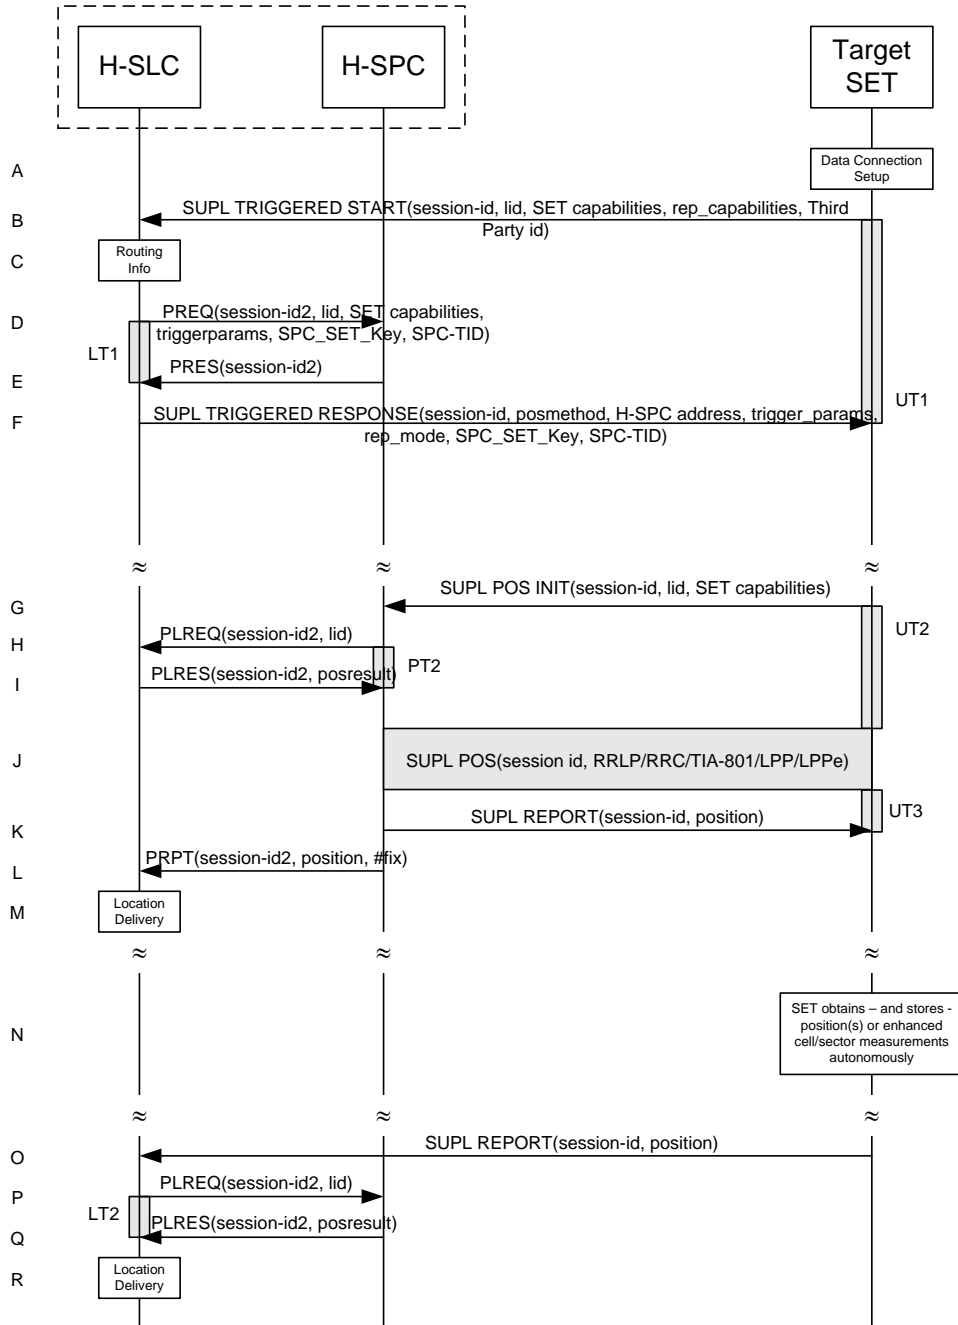 H-SLC
H-SPC
Target
SET
A
Data Connection
Setup
B
SUPL TRIGGERED START(session-id, lid, SET capabilities, rep_capabilities, Third
Party id)
C
Routing
Info
D
PREQ(session-id2, lid, SET capabilities,
triggerparams, SPC_SET_Key, SPC-TID)
LT1
PRES(session-id2)
E
UT1
F
SUPL TRIGGERED RESPONSE(session-id, posmethod, H-SPC address, trigger_params,
rep_mode, SPC_SET_Key, SPC-TID)
≈ ≈ ≈
SUPL POS INIT(session-id, lid, SET capabilities)
G
UT2
H
PLREQ(session-id2, lid)
PT2
I
PLRES(session-id2, posresult)
J
SUPL POS(session id, RRLP/RRC/TIA-801/LPP/LPPe)
UT3
K
SUPL REPORT(session-id, position)
L
PRPT(session-id2, position, #fix)
M
Location
Delivery
≈ ≈ ≈
N
SET obtains – and stores -
position(s) or enhanced
cell/sector measurements
autonomously
≈ ≈ ≈
O
SUPL REPORT(session-id, position)
P
PLREQ(session-id2, lid)
LT2
PLRES(session-id2, posresult)
Q
R
Location
Delivery